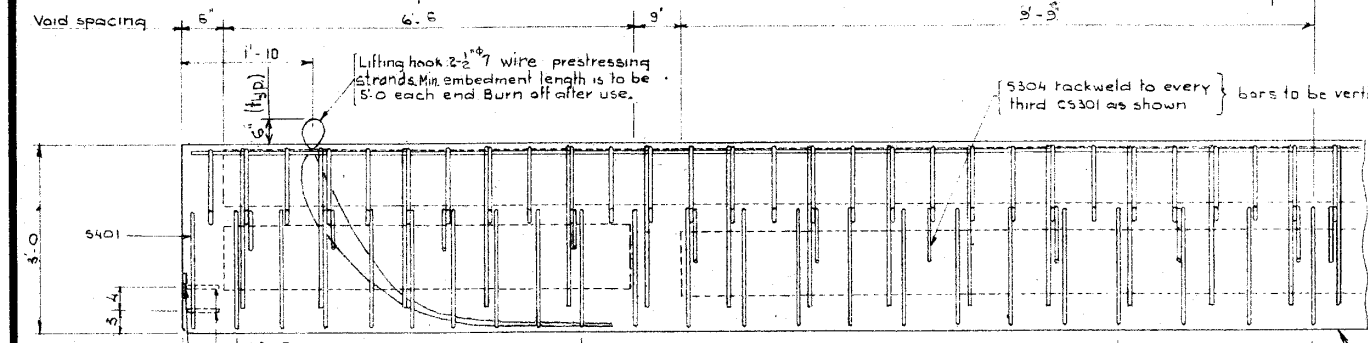 Void spacing
6"
6'-6
9"
9'-9"
1'-10
Lifting hook 2-½"φ 7 wire prestressing
strands. Min. embedment length is to be
5'-0 each end. Burn off after use.
6" (typ.)
S304 tackweld to every
third CS301 as shown
bars to be vert
S401
3'-0
4
3